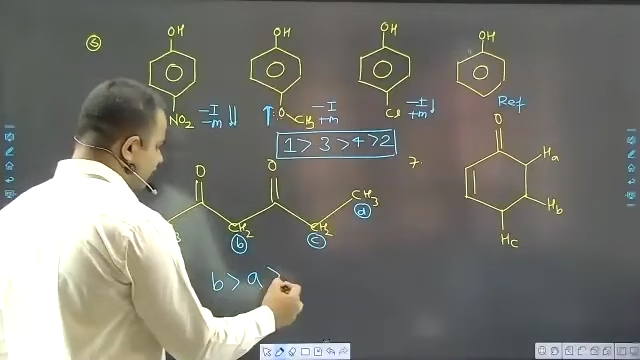 5
OH OH OH OH
NO2 -I -M
O CH3 -I +M
Cl -I +M
Ref
1 > 3 > 4 > 2
7.
O
Ha
Hb
Hc
O O
CH2 CH2 CH3
b c d
b > a >